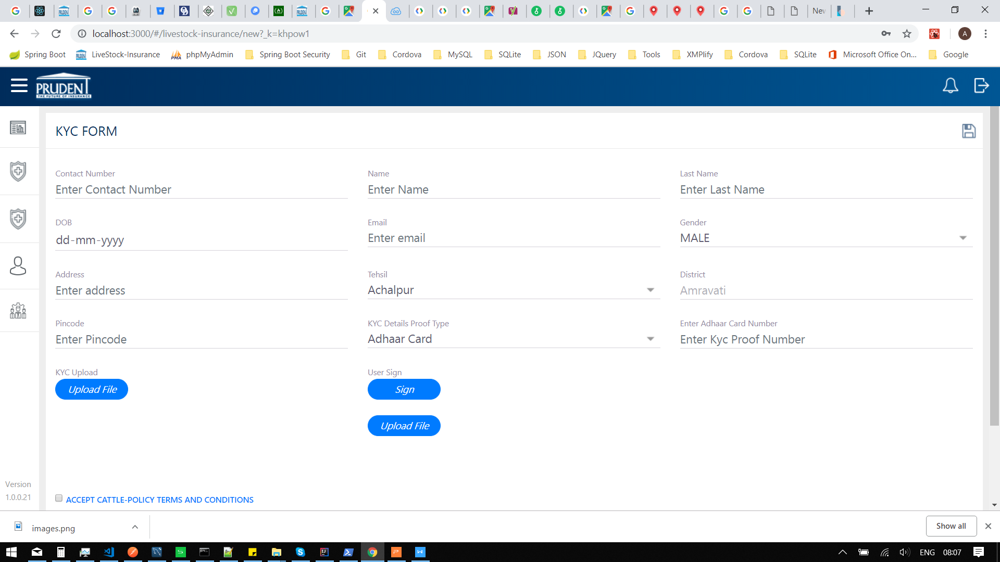 New
localhost:3000/#/livestock-insurance/new?_k=khpow1
A
Spring Boot LiveStock-Insurance phpMyAdmin Spring Boot Security Git Cordova MySQL SQLite JSON JQuery Tools XMPlify Cordova SQLite Microsoft Office On... Google
PRUDENT
THE FUTURE OF INSURANCE
KYC FORM
Contact Number Name Last Name
Enter Contact Number Enter Name Enter Last Name
DOB Email Gender
dd-mm-yyyy Enter email MALE
Address Tehsil District
Enter address Achalpur Amravati
Pincode KYC Details Proof Type Enter Adhaar Card Number
Enter Pincode Adhaar Card Enter Kyc Proof Number
KYC Upload User Sign
Upload File Sign
Upload File
Version
1.0.0.21
ACCEPT CATTLE-POLICY TERMS AND CONDITIONS
images.png Show all
ENG 08:07